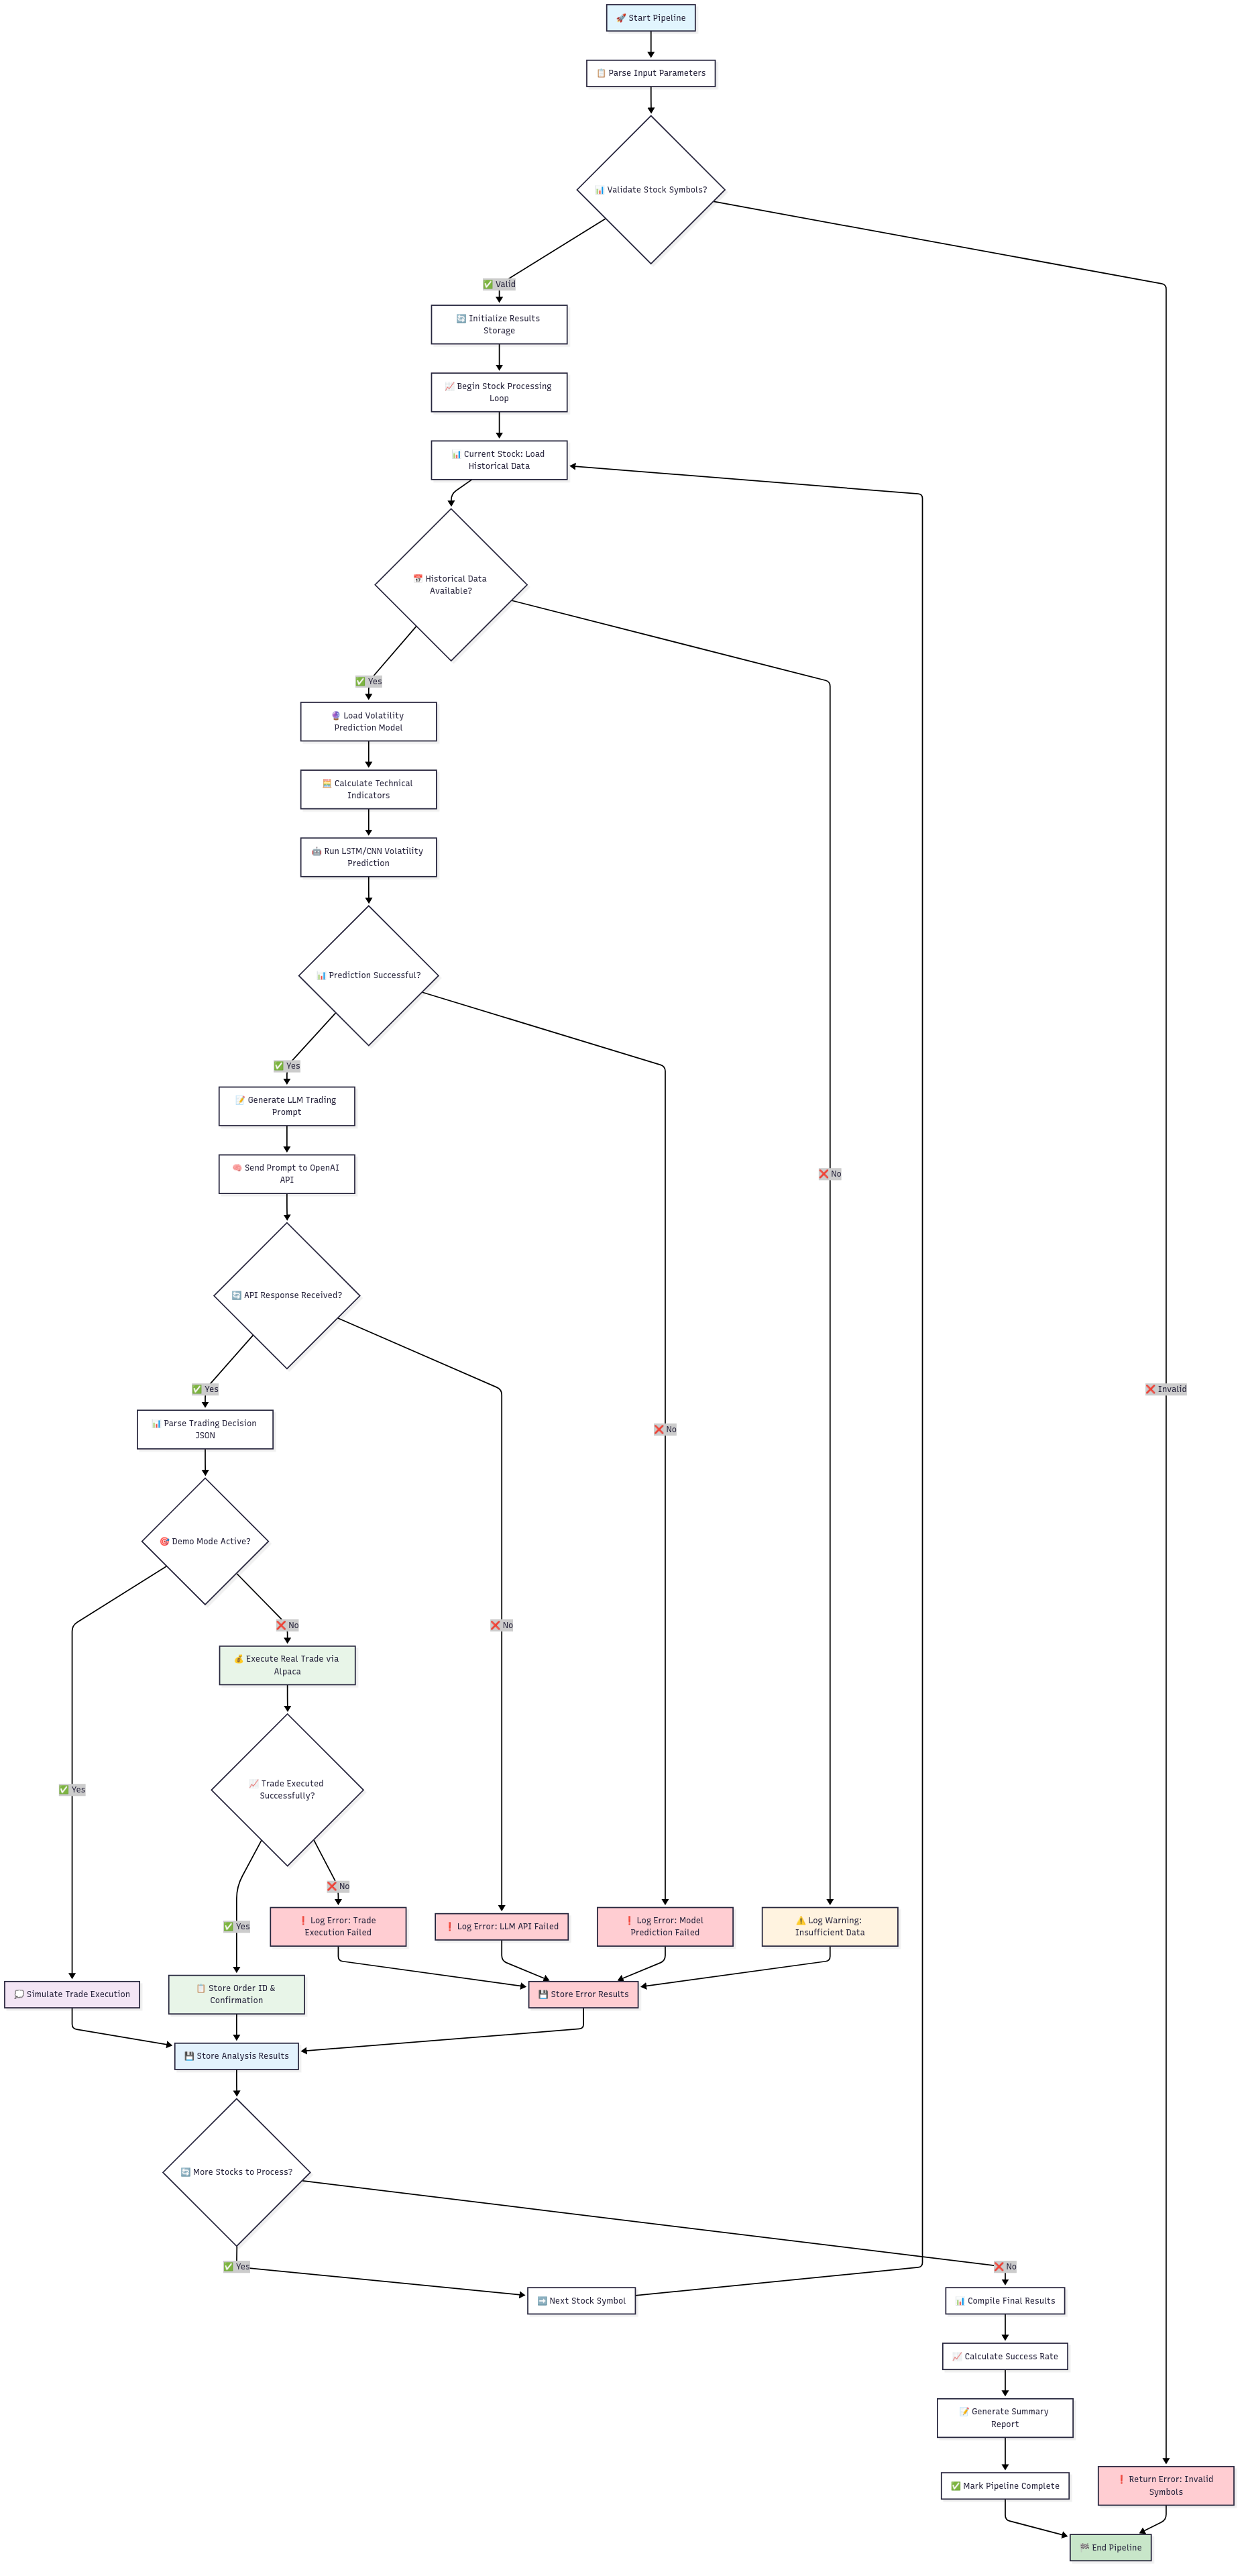 🚀 Start Pipeline
📋 Parse Input Parameters
📊 Validate Stock Symbols?
✅ Valid
🔄 Initialize Results
Storage
📈 Begin Stock Processing
Loop
📊 Current Stock: Load
Historical Data
📅 Historical Data
Available?
✅ Yes
🔮 Load Volatility
Prediction Model
🧮 Calculate Technical
Indicators
🤖 Run LSTM/CNN Volatility
Prediction
📊 Prediction Successful?
✅ Yes
📝 Generate LLM Trading
Prompt
🧠 Send Prompt to OpenAI
API
❌ No
🔄 API Response Received?
✅ Yes
❌ Invalid
📊 Parse Trading Decision
JSON
❌ No
🎯 Demo Mode Active?
❌ No
❌ No
💰 Execute Real Trade via
Alpaca
✅ Yes
📈 Trade Executed
Successfully?
❌ No
✅ Yes
❗ Log Error: Trade
Execution Failed
❗ Log Error: LLM API Failed
❗ Log Error: Model
Prediction Failed
⚠️ Log Warning:
Insufficient Data
💭 Simulate Trade Execution
📋 Store Order ID &
Confirmation
💾 Store Error Results
💾 Store Analysis Results
🔄 More Stocks to Process?
✅ Yes
❌ No
➡️ Next Stock Symbol
📊 Compile Final Results
📈 Calculate Success Rate
📝 Generate Summary
Report
✅ Mark Pipeline Complete
❗ Return Error: Invalid
Symbols
🏁 End Pipeline